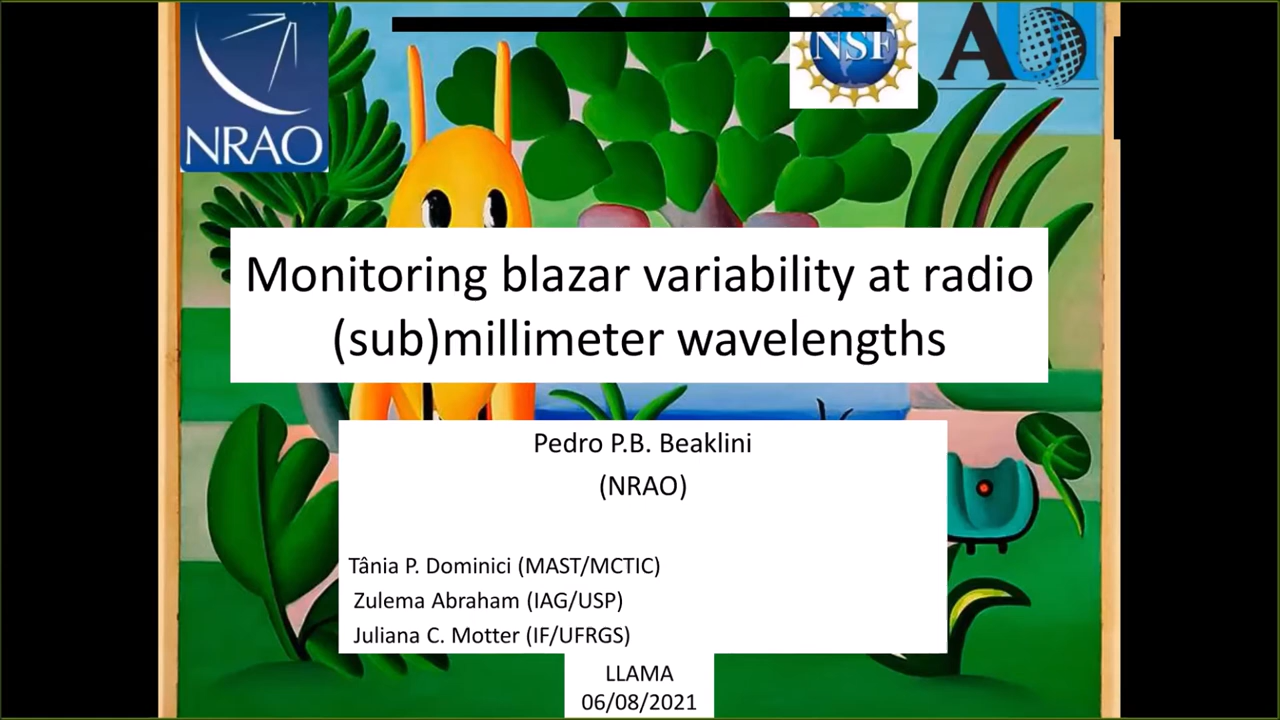 NRAO
NSF
AUI
Monitoring blazar variability at radio
(sub)millimeter wavelengths
Pedro P.B. Beaklini
(NRAO)
Tânia P. Dominici (MAST/MCTIC)
Zulema Abraham (IAG/USP)
Juliana C. Motter (IF/UFRGS)
LLAMA
06/08/2021